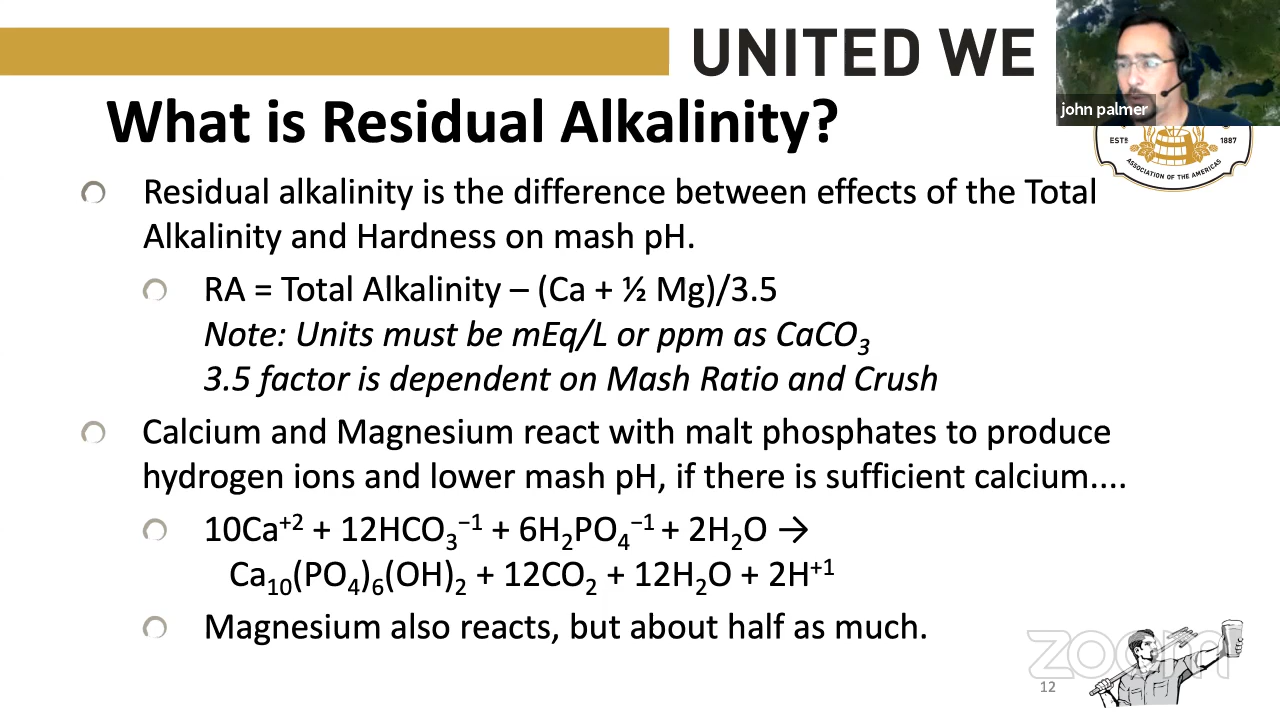 UNITED WE
john palmer
ESTᴰ 1887
ASSOCIATION OF THE AMERICAS
What is Residual Alkalinity?
Residual alkalinity is the difference between effects of the Total
Alkalinity and Hardness on mash pH.
RA = Total Alkalinity – (Ca + ½ Mg)/3.5
Note: Units must be mEq/L or ppm as CaCO₃
3.5 factor is dependent on Mash Ratio and Crush
Calcium and Magnesium react with malt phosphates to produce
hydrogen ions and lower mash pH, if there is sufficient calcium....
10Ca⁺² + 12HCO₃⁻¹ + 6H₂PO₄⁻¹ + 2H₂O →
Ca₁₀(PO₄)₆(OH)₂ + 12CO₂ + 12H₂O + 2H⁺¹
Magnesium also reacts, but about half as much.
zoom
12